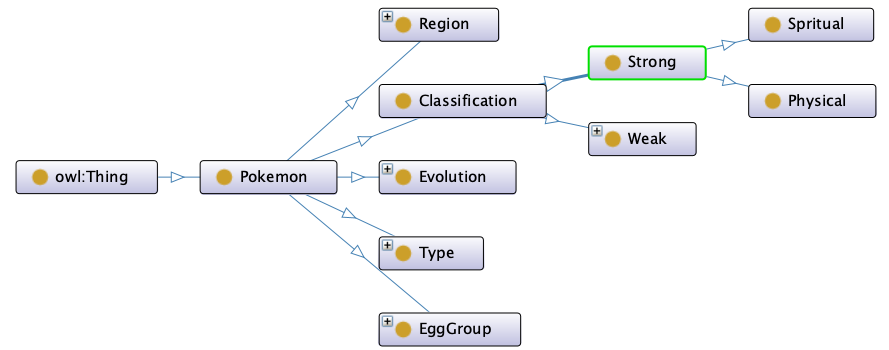 Region
Spritual
Strong
Classification
Physical
Weak
owl:Thing
Pokemon
Evolution
Type
EggGroup